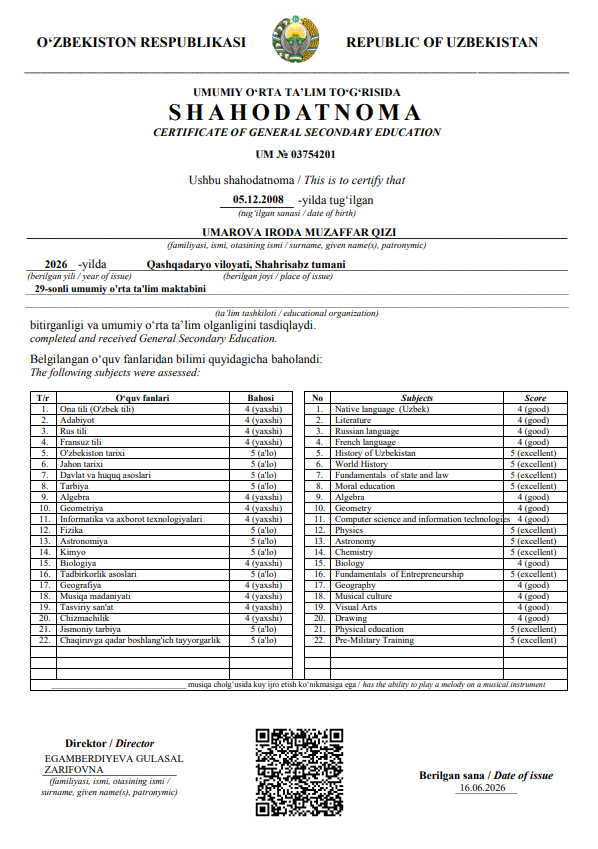 O‘ZBEKISTON RESPUBLIKASI REPUBLIC OF UZBEKISTAN
UMUMIY O‘RTA TA’LIM TO‘G‘RISIDA
SHAHODATNOMA
CERTIFICATE OF GENERAL SECONDARY EDUCATION
UM № 03754201
Ushbu shahodatnoma / This is to certify that
05.12.2008 -yilda tug‘ilgan
(tug‘ilgan sanasi / date of birth)
UMAROVA IRODA MUZAFFAR QIZI
(familiyasi, ismi, otasining ismi / surname, given name(s), patronymic)
2026 -yilda Qashqadaryo viloyati, Shahrisabz tumani
(berilgan yili / year of issue) (berilgan joyi / place of issue)
29-sonli umumiy o'rta ta'lim maktabini
(ta’lim tashkiloti / educational organization)
bitirganligi va umumiy o‘rta ta’lim olganligini tasdiqlaydi.
completed and received General Secondary Education.
Belgilangan o‘quv fanlaridan bilimi quyidagicha baholandi:
The following subjects were assessed:
T/r O‘quv fanlari Bahosi No Subjects Score
1. Ona tili (O'zbek tili) 4 (yaxshi) 1. Native language (Uzbek) 4 (good)
2. Adabiyot 4 (yaxshi) 2. Literature 4 (good)
3. Rus tili 4 (yaxshi) 3. Russian language 4 (good)
4. Fransuz tili 4 (yaxshi) 4. French language 4 (good)
5. O'zbekiston tarixi 5 (a'lo) 5. History of Uzbekistan 5 (excellent)
6. Jahon tarixi 5 (a'lo) 6. World History 5 (excellent)
7. Davlat va huquq asoslari 5 (a'lo) 7. Fundamentals of state and law 5 (excellent)
8. Tarbiya 5 (a'lo) 8. Moral education 5 (excellent)
9. Algebra 4 (yaxshi) 9. Algebra 4 (good)
10. Geometriya 4 (yaxshi) 10. Geometry 4 (good)
11. Informatika va axborot texnologiyalari 4 (yaxshi) 11. Computer science and information technologies 4 (good)
12. Fizika 5 (a'lo) 12. Physics 5 (excellent)
13. Astronomiya 5 (a'lo) 13. Astronomy 5 (excellent)
14. Kimyo 5 (a'lo) 14. Chemistry 5 (excellent)
15. Biologiya 4 (yaxshi) 15. Biology 4 (good)
16. Tadbirkorlik asoslari 5 (a'lo) 16. Fundamentals of Entrepreneurship 5 (excellent)
17. Geografiya 4 (yaxshi) 17. Geography 4 (good)
18. Musiqa madaniyati 4 (yaxshi) 18. Musical culture 4 (good)
19. Tasviriy san'at 4 (yaxshi) 19. Visual Arts 4 (good)
20. Chizmachilik 4 (yaxshi) 20. Drawing 4 (good)
21. Jismoniy tarbiya 5 (a'lo) 21. Physical education 5 (excellent)
22. Chaqiruvga qadar boshlang'ich tayyorgarlik 5 (a'lo) 22. Pre-Military Training 5 (excellent)
musiqa cholg‘usida kuy ijro etish ko‘nikmasiga ega / has the ability to play a melody on a musical instrument
Direktor / Director
EGAMBERDIYEVA GULASAL
ZARIFOVNA
(familiyasi, ismi, otasining ismi /
surname, given name(s), patronymic)
Berilgan sana / Date of issue
16.06.2026